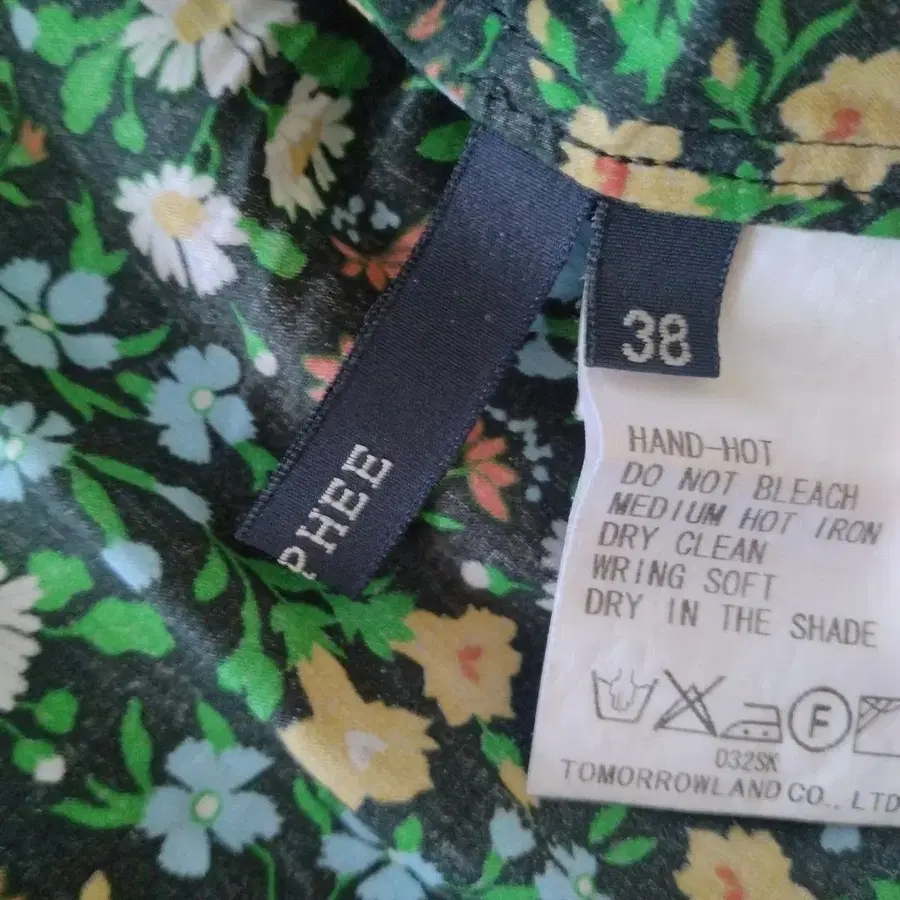 PHEE
38
HAND-HOT
DO NOT BLEACH
MEDIUM HOT IRON
DRY CLEAN
WRING SOFT
DRY IN THE SHADE
F
032SK
TOMORROWLAND CO., LTD